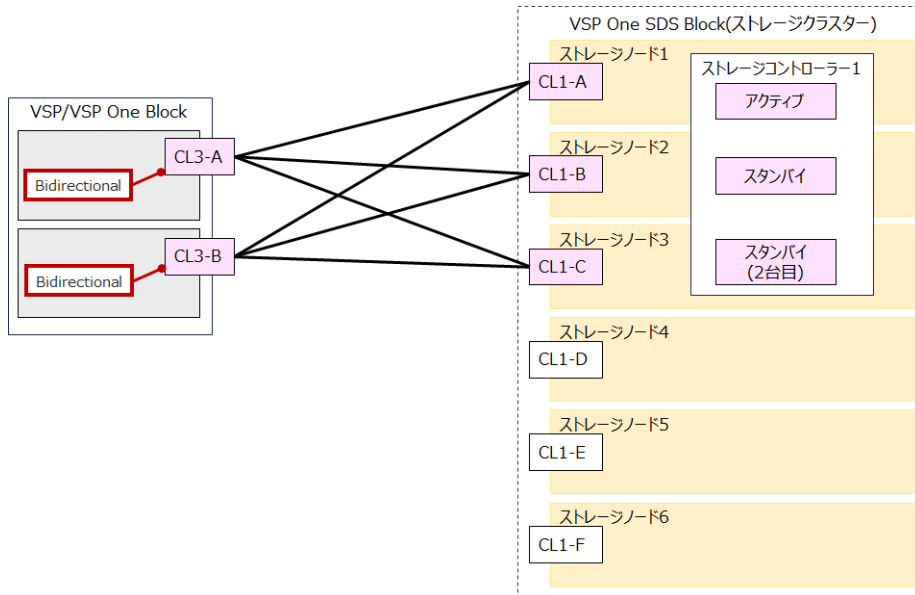 VSP One SDS Block(ストレージクラスター)
ストレージノード1
CL1-A
ストレージコントローラー1
アクティブ
VSP/VSP One Block
CL3-A
Bidirectional
ストレージノード2
CL1-B
スタンバイ
CL3-B
Bidirectional
ストレージノード3
CL1-C
スタンバイ
(2台目)
ストレージノード4
CL1-D
ストレージノード5
CL1-E
ストレージノード6
CL1-F